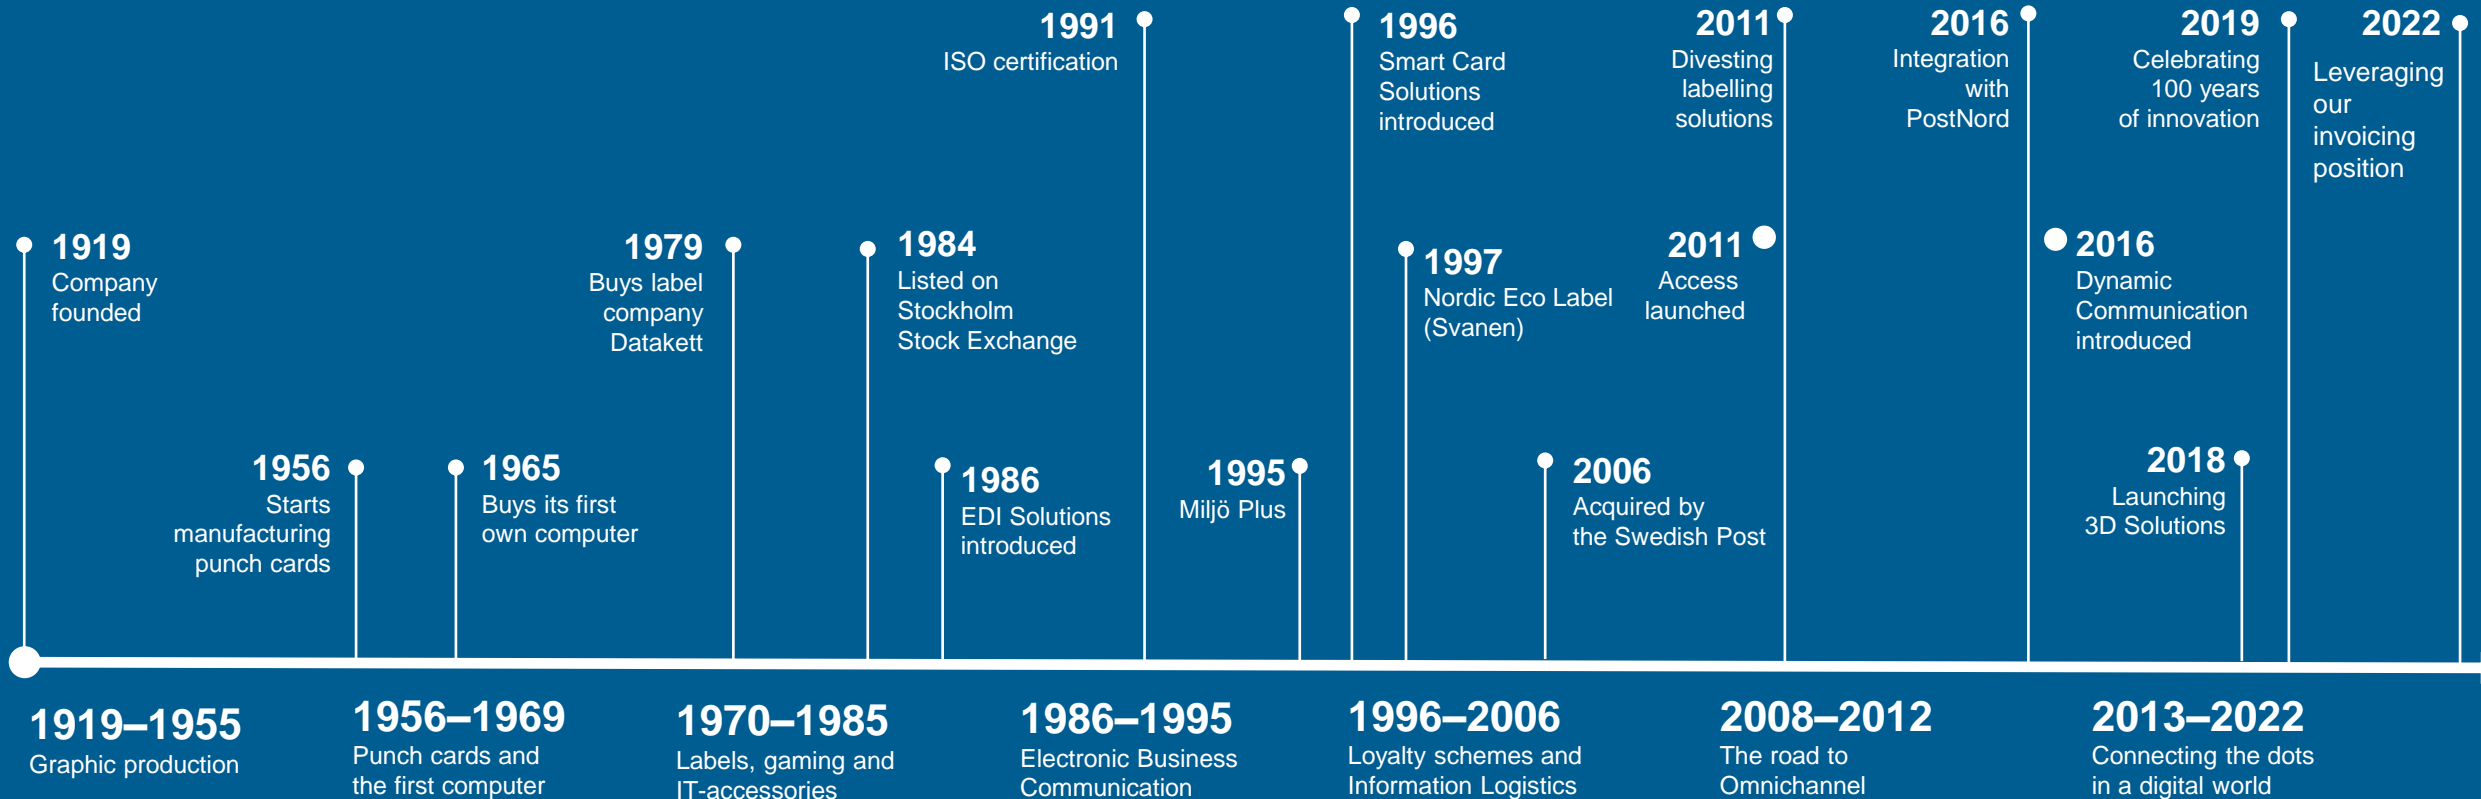 1991
ISO certification
1996
Smart Card
Solutions
introduced
2011
Divesting
labelling
solutions
2016
Integration
with
PostNord
2019
Celebrating
100 years
of innovation
2022
Leveraging
our
invoicing
position
1919
Company
founded
1979
Buys label
company
Datakett
1984
Listed on
Stockholm
Stock Exchange
1997
Nordic Eco Label
(Svanen)
2011
Access
launched
2016
Dynamic
Communication
introduced
1956
Starts
manufacturing
punch cards
1965
Buys its first
own computer
1986
EDI Solutions
introduced
1995
Miljö Plus
2006
Acquired by
the Swedish Post
2018
Launching
3D Solutions
1919–1955
Graphic production
1956–1969
Punch cards and
the first computer
1970–1985
Labels, gaming and
IT-accessories
1986–1995
Electronic Business
Communication
1996–2006
Loyalty schemes and
Information Logistics
2008–2012
The road to
Omnichannel
2013–2022
Connecting the dots
in a digital world